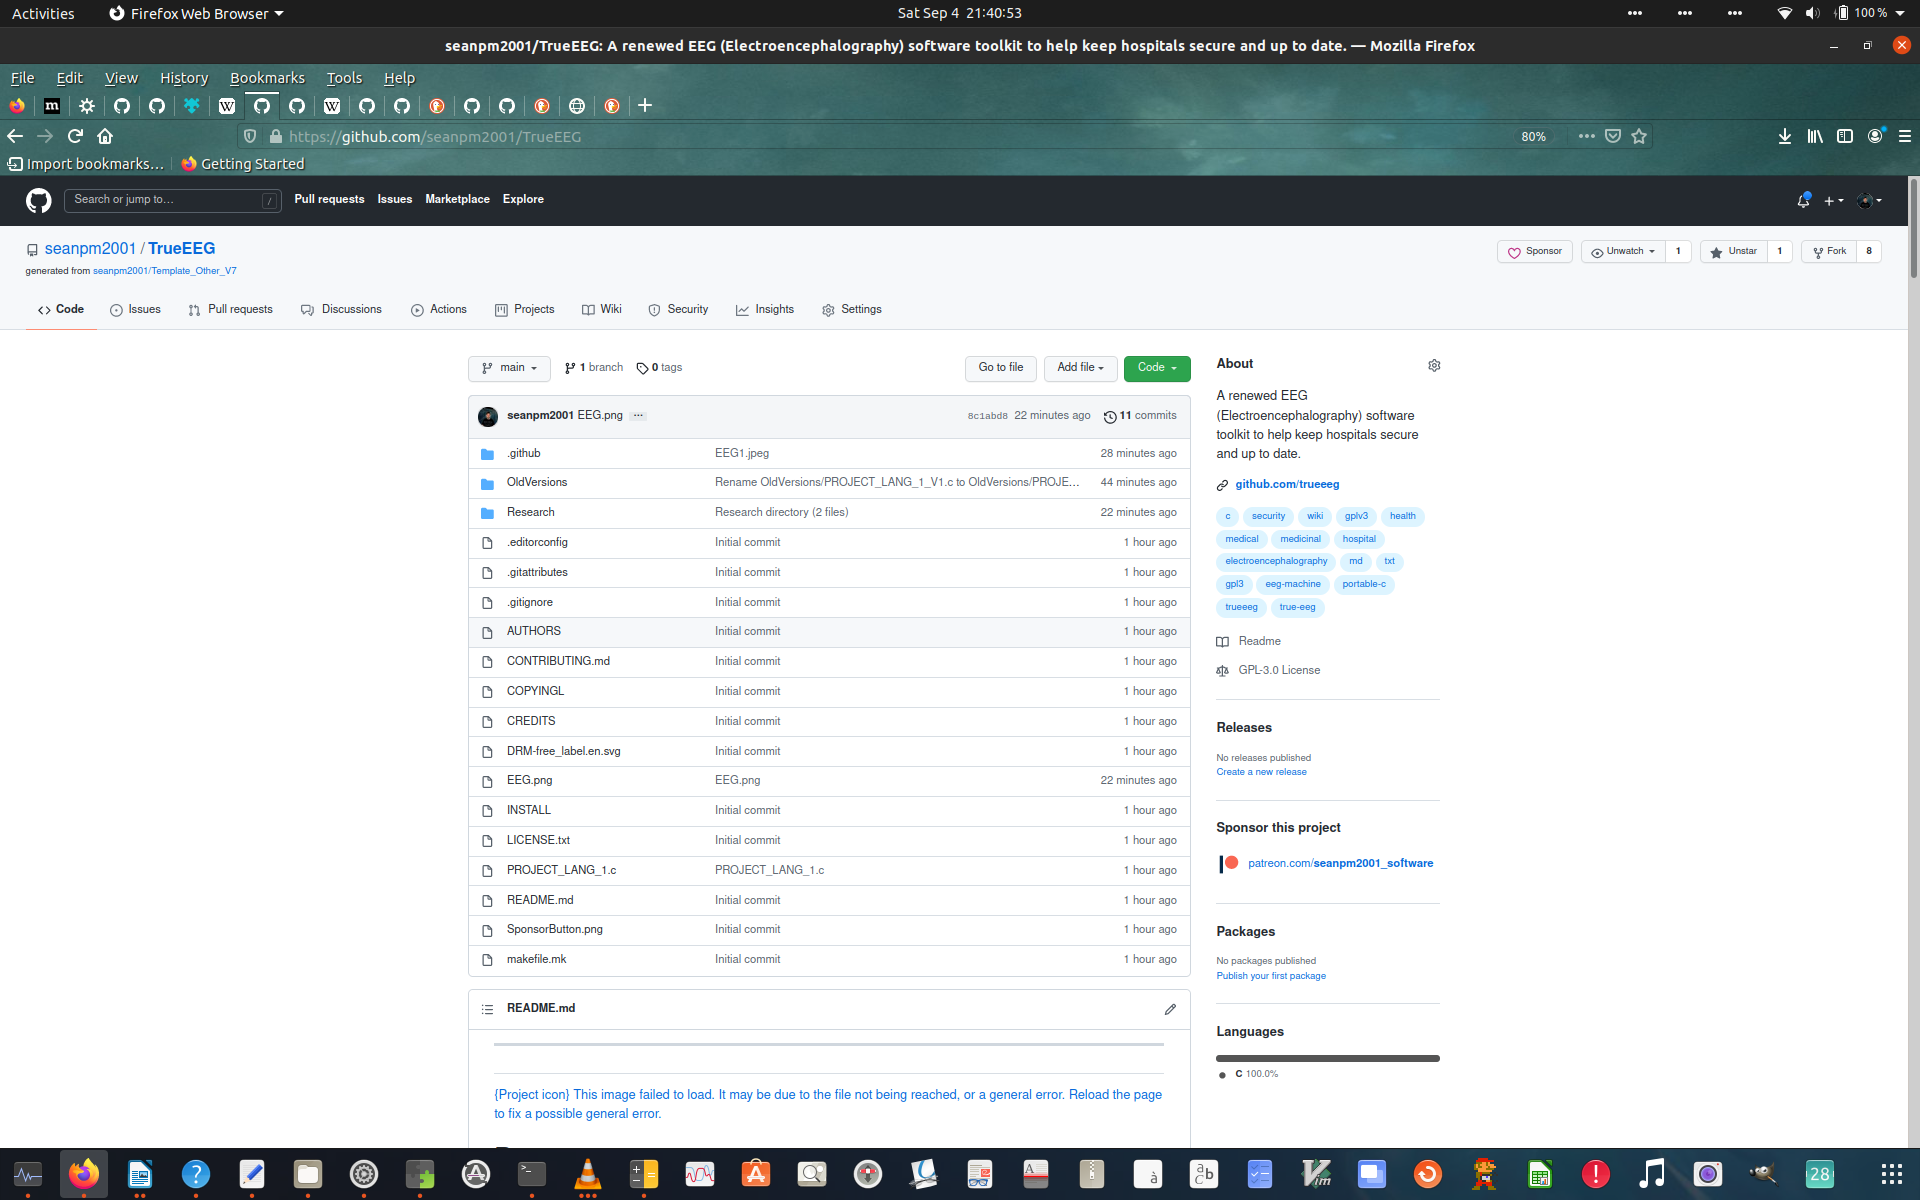 Activities
Firefox Web Browser
Sat Sep 4 21:40:53
100 %
seanpm2001/TrueEEG: A renewed EEG (Electroencephalography) software toolkit to help keep hospitals secure and up to date. — Mozilla Firefox
File Edit View History Bookmarks Tools Help
https://github.com/seanpm2001/TrueEEG
80%
Import bookmarks...
Getting Started
Search or jump to...
/
Pull requests Issues Marketplace Explore
seanpm2001 / TrueEEG
generated from seanpm2001/Template_Other_V7
Sponsor
Unwatch 1
Unstar 1
Fork 8
Code Issues Pull requests Discussions Actions Projects Wiki Security Insights Settings
main
1 branch
0 tags
Go to file
Add file
Code
seanpm2001 EEG.png ...
8c1abd8 22 minutes ago
11 commits
.github EEG1.jpeg 28 minutes ago
OldVersions Rename OldVersions/PROJECT_LANG_1_V1.c to OldVersions/PROJE... 44 minutes ago
Research Research directory (2 files) 22 minutes ago
.editorconfig Initial commit 1 hour ago
.gitattributes Initial commit 1 hour ago
.gitignore Initial commit 1 hour ago
AUTHORS Initial commit 1 hour ago
CONTRIBUTING.md Initial commit 1 hour ago
COPYINGL Initial commit 1 hour ago
CREDITS Initial commit 1 hour ago
DRM-free_label.en.svg Initial commit 1 hour ago
EEG.png EEG.png 22 minutes ago
INSTALL Initial commit 1 hour ago
LICENSE.txt Initial commit 1 hour ago
PROJECT_LANG_1.c PROJECT_LANG_1.c 1 hour ago
README.md Initial commit 1 hour ago
SponsorButton.png Initial commit 1 hour ago
makefile.mk Initial commit 1 hour ago
README.md
{Project icon} This image failed to load. It may be due to the file not being reached, or a general error. Reload the page
to fix a possible general error.
About
A renewed EEG
(Electroencephalography) software
toolkit to help keep hospitals secure
and up to date.
github.com/trueeeg
c security wiki gplv3 health
medical medicinal hospital
electroencephalography md txt
gpl3 eeg-machine portable-c
trueeeg true-eeg
Readme
GPL-3.0 License
Releases
No releases published
Create a new release
Sponsor this project
patreon.com/seanpm2001_software
Packages
No packages published
Publish your first package
Languages
C 100.0%
28